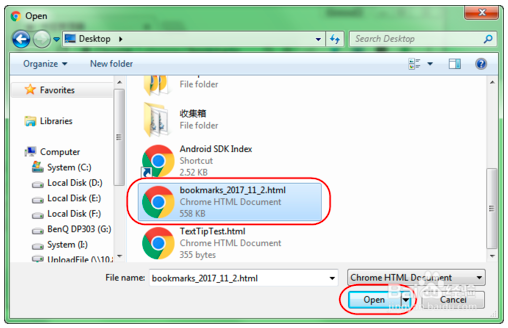 Open
Desktop
Search Desktop
Organize
New folder
Favorites
Libraries
Computer
System (C:)
Local Disk (D:)
Local Disk (E:)
Local Disk (F:)
BenQ DP303 (G:)
System (I:)
UploadFile (\\10.
File folder
收集箱
File folder
Android SDK Index
Shortcut
2.52 KB
bookmarks_2017_11_2.html
Chrome HTML Document
558 KB
TextTipTest.html
Chrome HTML Document
355 bytes
File name:
bookmarks_2017_11_2.html
Chrome HTML Document
Open
Cancel